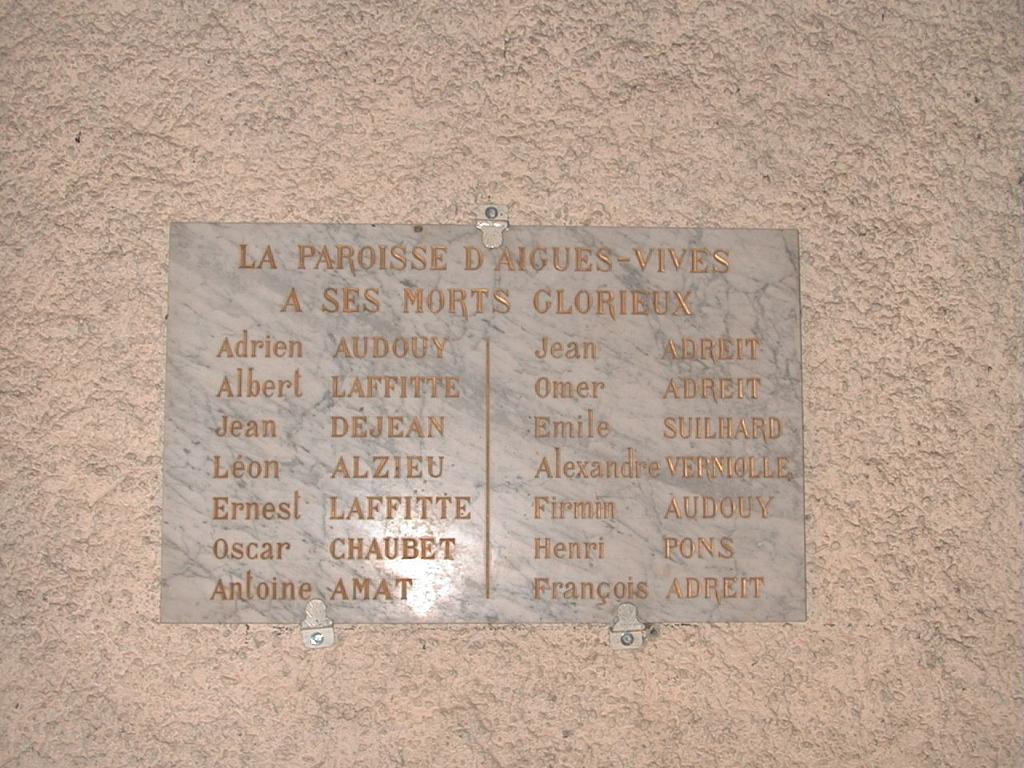 LA PAROISSE D'AIGUES-VIVES
A SES MORTS GLORIEUX
Adrien AUDOUY
Albert LAFFITTE
Jean DEJEAN
Léon ALZIEU
Ernest LAFFITTE
Oscar CHAUBET
Antoine AMAT
Jean ADREIT
Omer ADREIT
Emile SUILHARD
Alexandre VERNIOLLE
Firmin AUDOUY
Henri PONS
François ADREIT